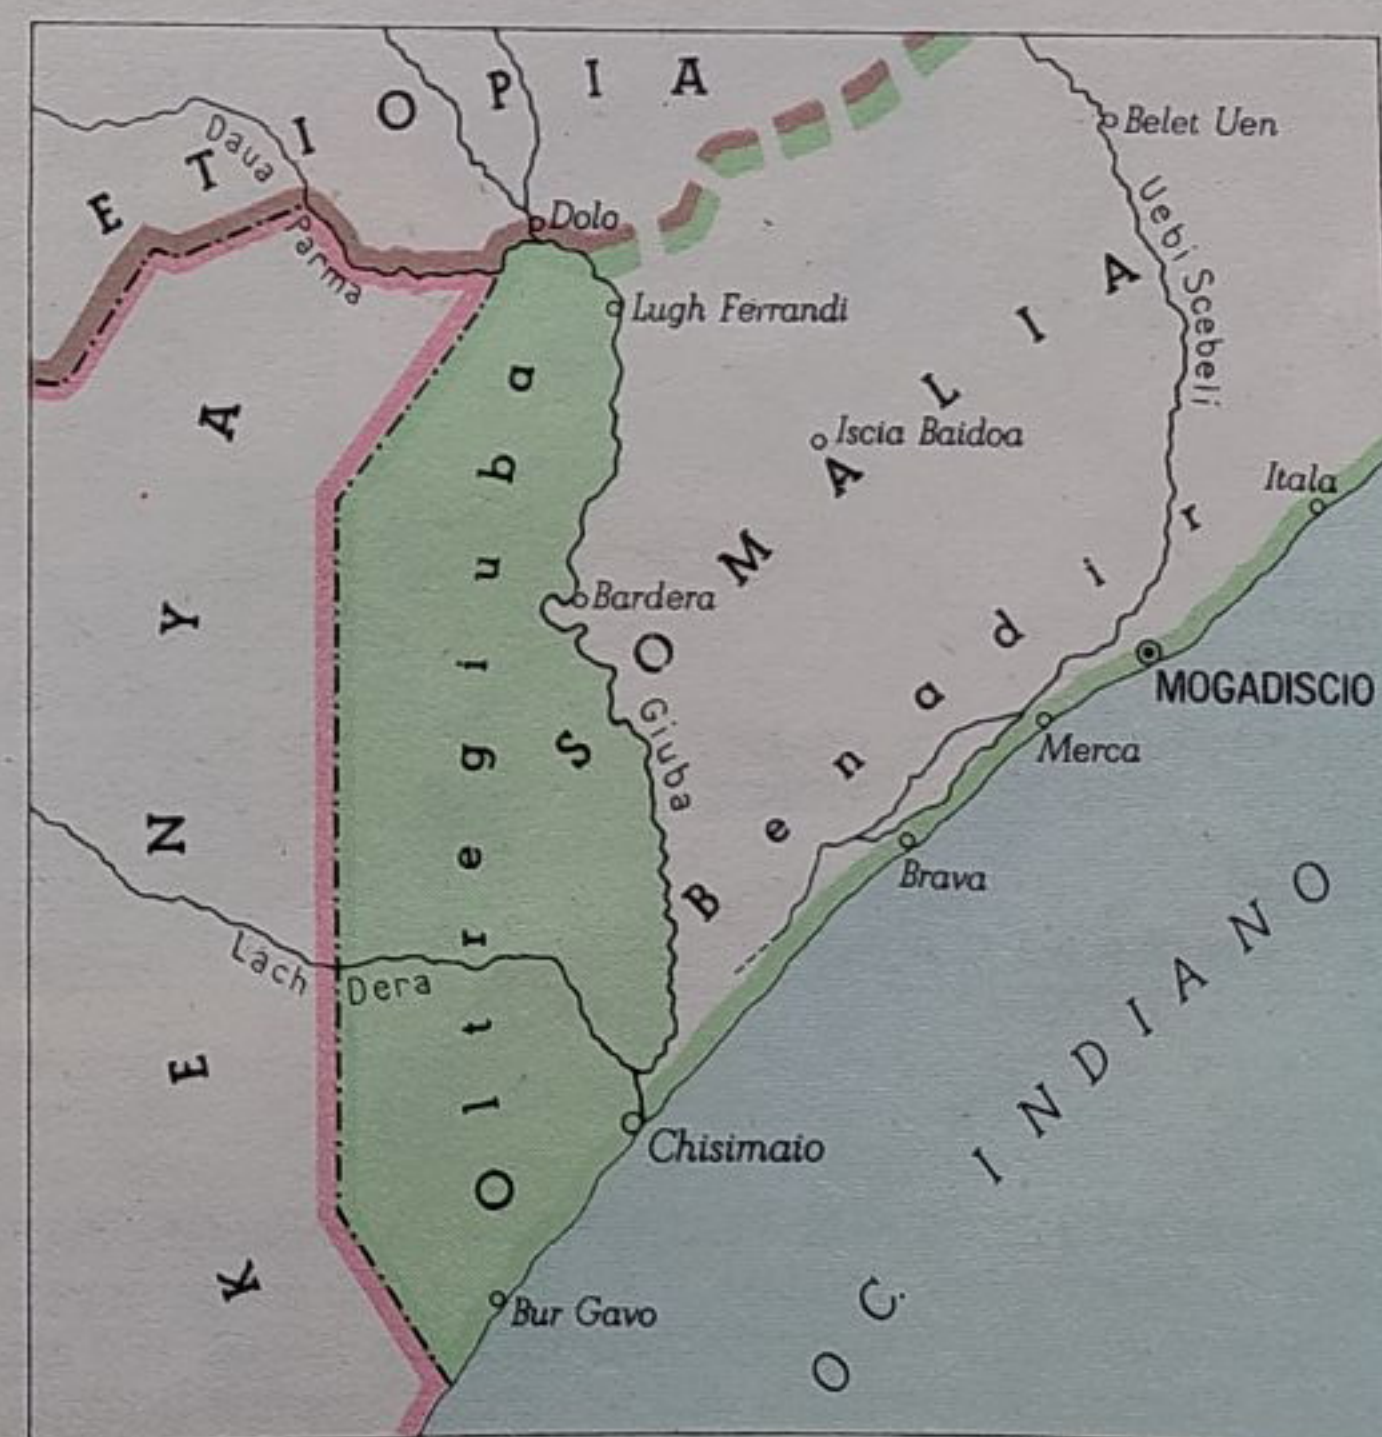 ETIOPIA
Daua
Parma
Dolo
Belet Uen
Uebi Scebeli
Lugh Ferrandi
KENYA
SOMALIA
Iscia Baidoa
Itala
Oltregiuba
Bardera
Giuba
Benadir
MOGADISCIO
Merca
Brava
Lach Dera
Chisimaio
Bur Gavo
OC. INDIANO